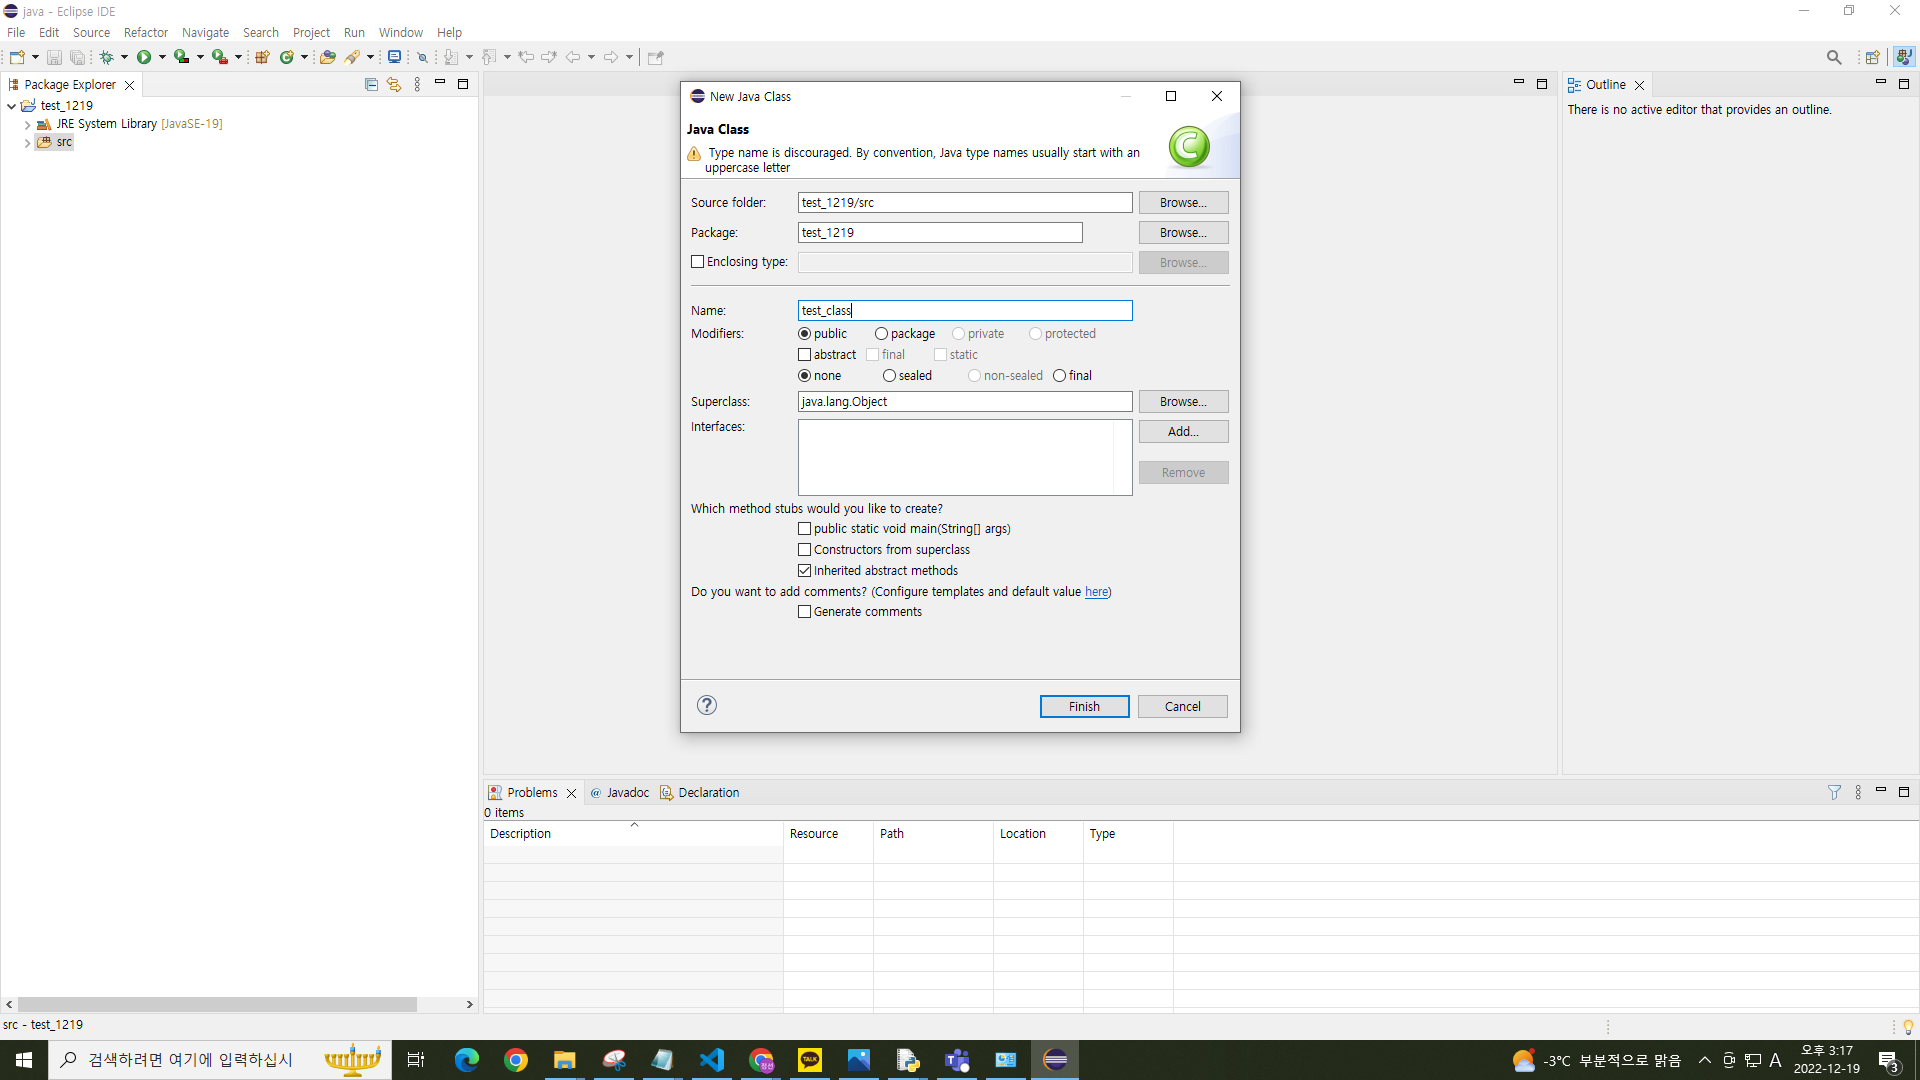 java - Eclipse IDE
File Edit Source Refactor Navigate Search Project Run Window Help
Package Explorer
test_1219
JRE System Library [JavaSE-19]
src
New Java Class
Java Class
Type name is discouraged. By convention, Java type names usually start with an
uppercase letter
Source folder: test_1219/src Browse...
Package: test_1219 Browse...
Enclosing type: Browse...
Name: test_class
Modifiers: public package private protected
abstract final static
none sealed non-sealed final
Superclass: java.lang.Object Browse...
Interfaces: Add...
Remove
Which method stubs would you like to create?
public static void main(String[] args)
Constructors from superclass
Inherited abstract methods
Do you want to add comments? (Configure templates and default value here)
Generate comments
Finish Cancel
Outline
There is no active editor that provides an outline.
Problems @ Javadoc Declaration
0 items
Description Resource Path Location Type
src - test_1219
검색하려면 여기에 입력하십시
TALK
-3°C 부분적으로 맑음
A
오후 3:17
2022-12-19
3